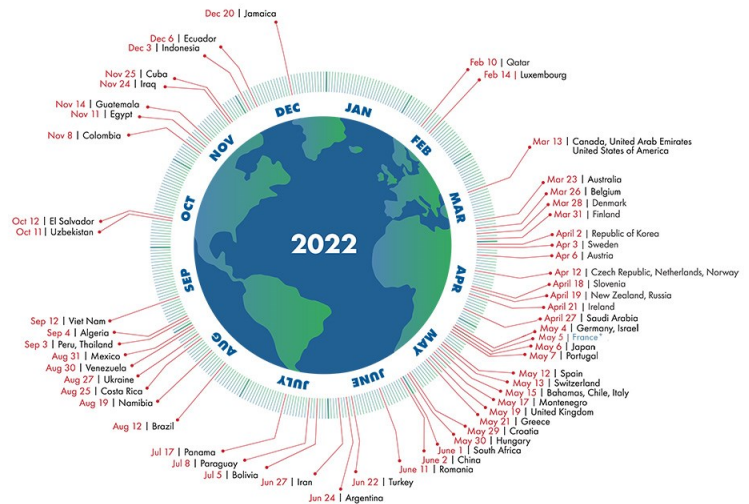 Dec 20 | Jamaica
Dec 6 | Ecuador
Dec 3 | Indonesia
Nov 25 | Cuba
Nov 24 | Iraq
Nov 14 | Guatemala
Nov 11 | Egypt
Nov 8 | Colombia
Oct 12 | El Salvador
Oct 11 | Uzbekistan
Sep 12 | Viet Nam
Sep 4 | Algeria
Sep 3 | Peru, Thailand
Aug 31 | Mexico
Aug 30 | Venezuela
Aug 27 | Ukraine
Aug 25 | Costa Rica
Aug 19 | Namibia
Aug 12 | Brazil
Jul 17 | Panama
Jul 8 | Paraguay
Jul 5 | Bolivia
Jun 27 | Iran
Jun 24 | Argentina
Jun 22 | Turkey
June 11 | Romania
June 2 | China
June 1 | South Africa
May 30 | Hungary
May 29 | Croatia
May 21 | Greece
May 19 | United Kingdom
May 17 | Montenegro
May 15 | Bahamas, Chile, Italy
May 13 | Switzerland
May 12 | Spain
May 7 | Portugal
May 6 | Japan
May 5 | France*
May 4 | Germany, Israel
April 27 | Saudi Arabia
April 21 | Ireland
April 19 | New Zealand, Russia
April 18 | Slovenia
Apr 12 | Czech Republic, Netherlands, Norway
Apr 6 | Austria
Apr 3 | Sweden
April 2 | Republic of Korea
Mar 31 | Finland
Mar 28 | Denmark
Mar 26 | Belgium
Mar 23 | Australia
Mar 13 | Canada, United Arab Emirates
United States of America
Feb 14 | Luxembourg
Feb 10 | Qatar
JAN
FEB
MAR
APR
MAY
JUNE
JULY
AUG
SEP
OCT
NOV
DEC
2022